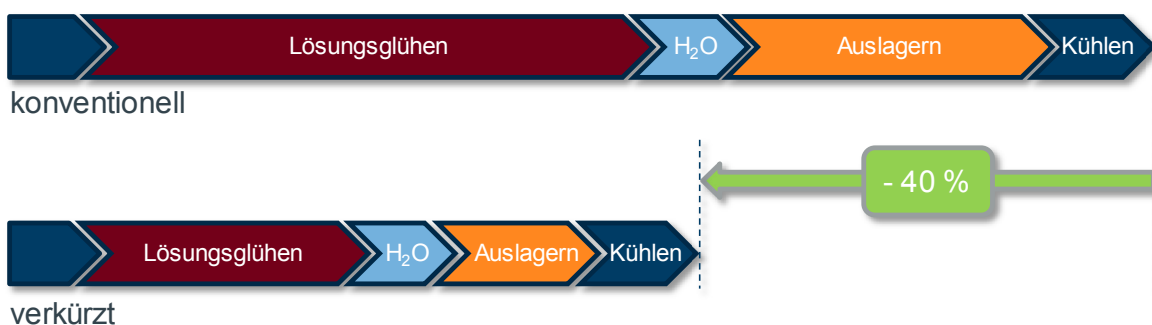 Lösungsglühen H₂O Auslagern Kühlen
konventionell
- 40 %
Lösungsglühen H₂O Auslagern Kühlen
verkürzt